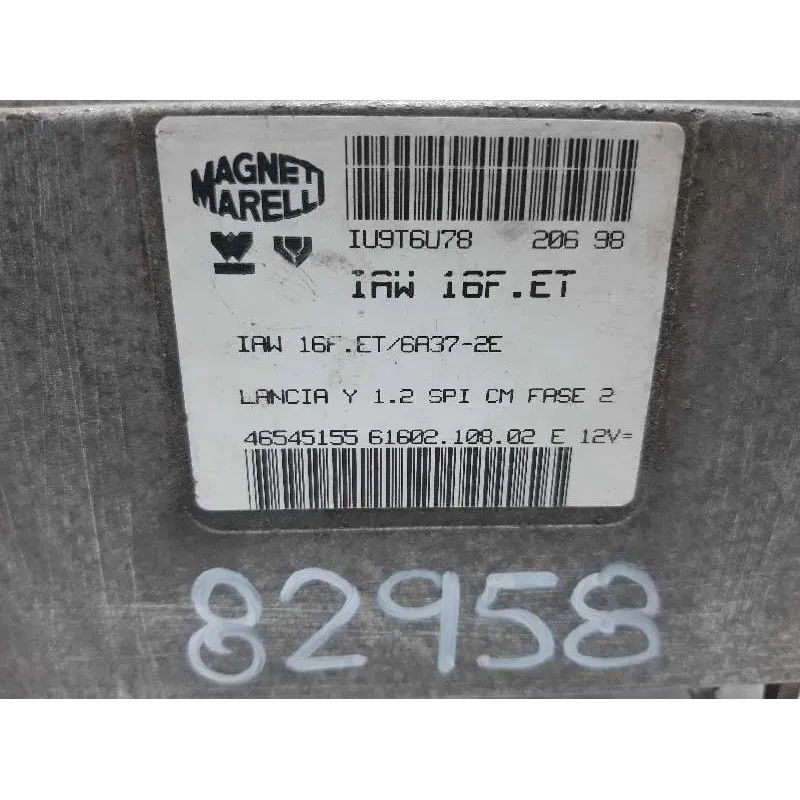 MAGNETI
MARELLI
IU9T6U78 206 98
IAW 16F.ET
IAW 16F.ET/6A37-2E
LANCIA Y 1.2 SPI CM FASE 2
46545155 61602.108.02 E 12V=
82958